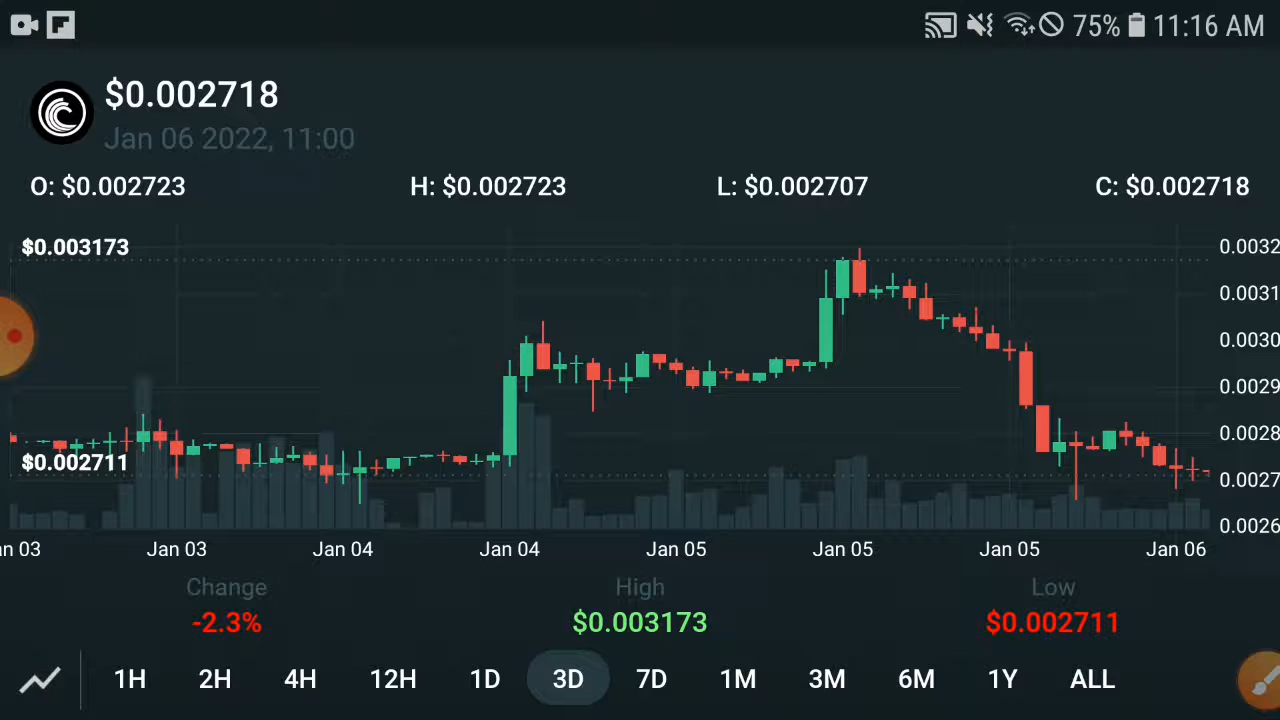 75% 11:16 AM
$0.002718
Jan 06 2022, 11:00
O: $0.002723 H: $0.002723 L: $0.002707 C: $0.002718
$0.003173
0.0032
0.0031
0.0030
0.0029
0.0028
$0.002711
0.0027
0.0026
an 03 Jan 03 Jan 04 Jan 04 Jan 05 Jan 05 Jan 05 Jan 06
Change High Low
-2.3% $0.003173 $0.002711
1H 2H 4H 12H 1D 3D 7D 1M 3M 6M 1Y ALL